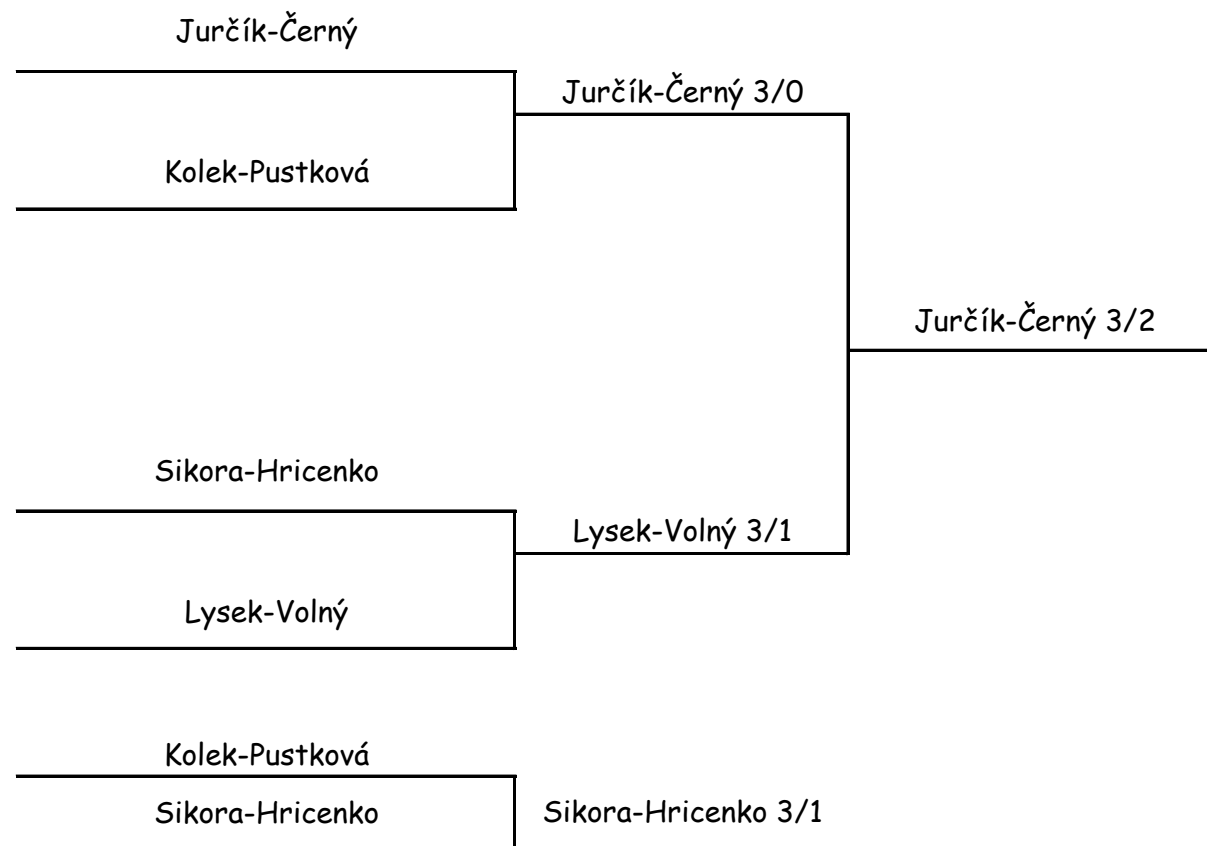 Jurčík-Černý
Jurčík-Černý 3/0
Kolek-Pustková
Jurčík-Černý 3/2
Sikora-Hricenko
Lysek-Volný 3/1
Lysek-Volný
Kolek-Pustková
Sikora-Hricenko
Sikora-Hricenko 3/1